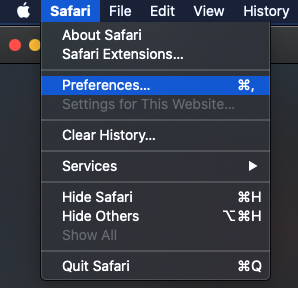 Safari File Edit View History
About Safari
Safari Extensions...
Preferences... ⌘,
Settings for This Website...
Clear History...
Services ▶
Hide Safari ⌘H
Hide Others ⌥⌘H
Show All
Quit Safari ⌘Q